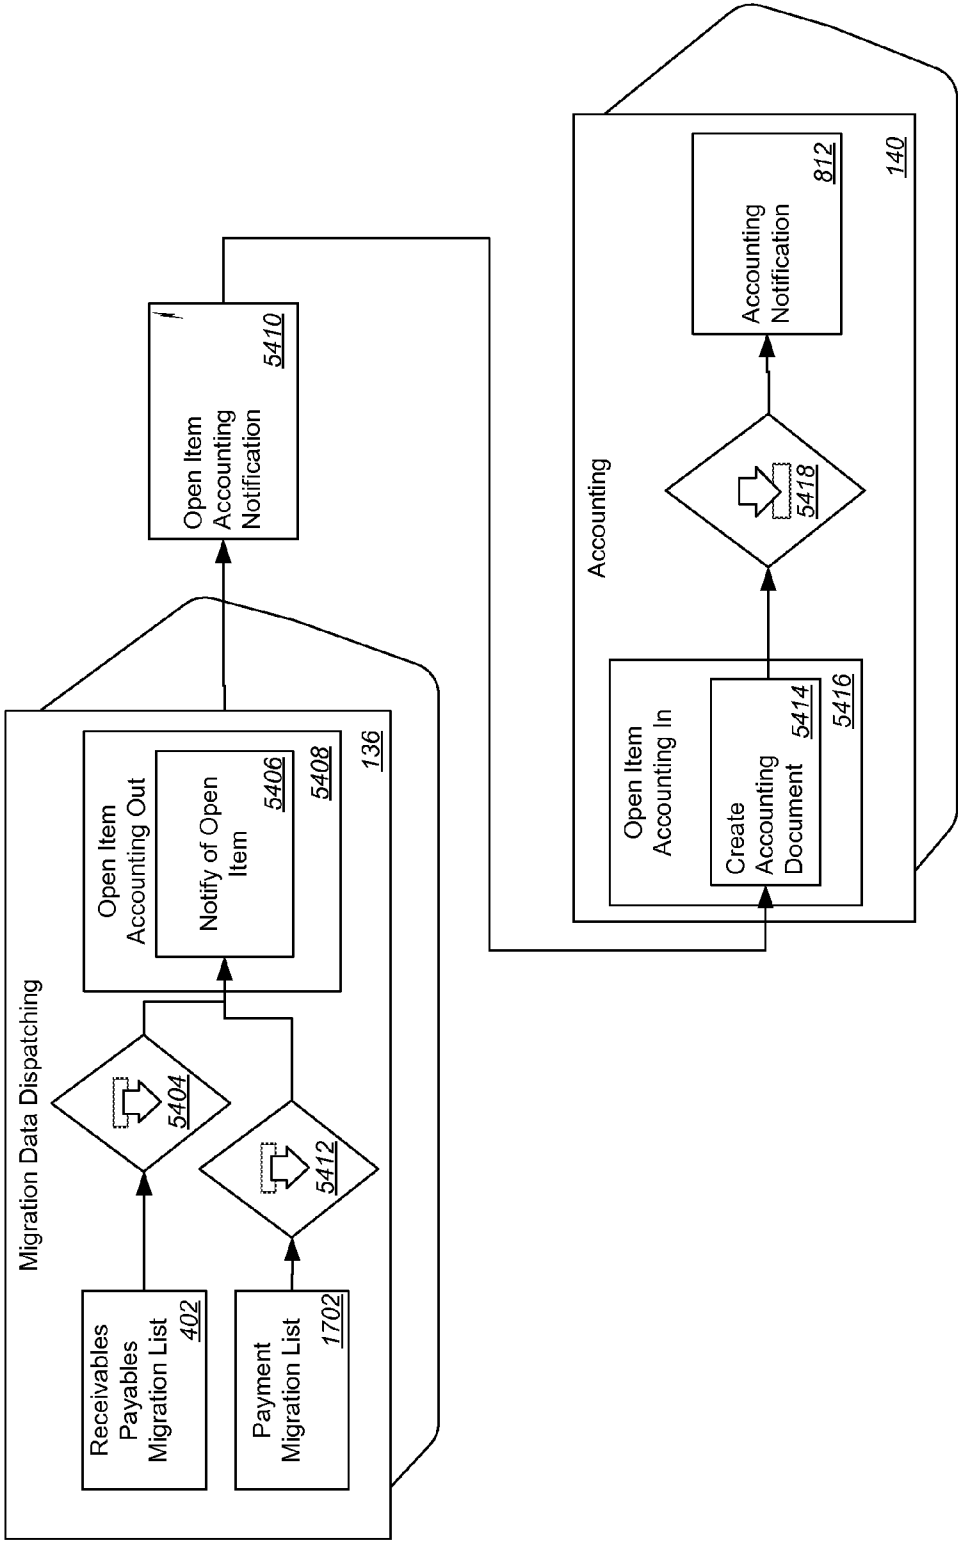 Migration Data Dispatching
Receivables
Payables
Migration List
402
Payment
Migration List
1702
5404
5412
Open Item
Accounting Out
Notify of Open
Item
5406
5408
136
Open Item
Accounting
Notification
5410
Accounting
Open Item
Accounting In
Create
Accounting
Document
5414
5416
5418
Accounting
Notification
812
140